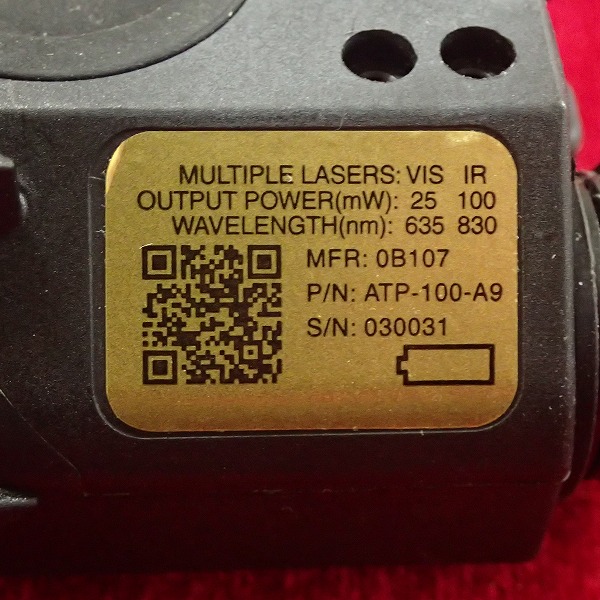 MULTIPLE LASERS: VIS IR
OUTPUT POWER(mW): 25 100
WAVELENGTH(nm): 635 830
MFR: 0B107
P/N: ATP-100-A9
S/N: 030031